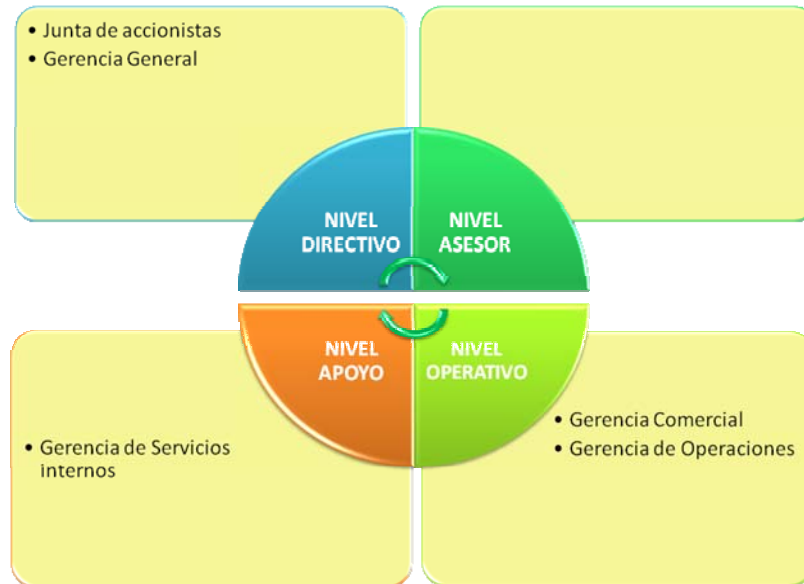 • Junta de accionistas
• Gerencia General
NIVEL
DIRECTIVO
NIVEL
ASESOR
NIVEL
APOYO
NIVEL
OPERATIVO
• Gerencia de Servicios
internos
• Gerencia Comercial
• Gerencia de Operaciones